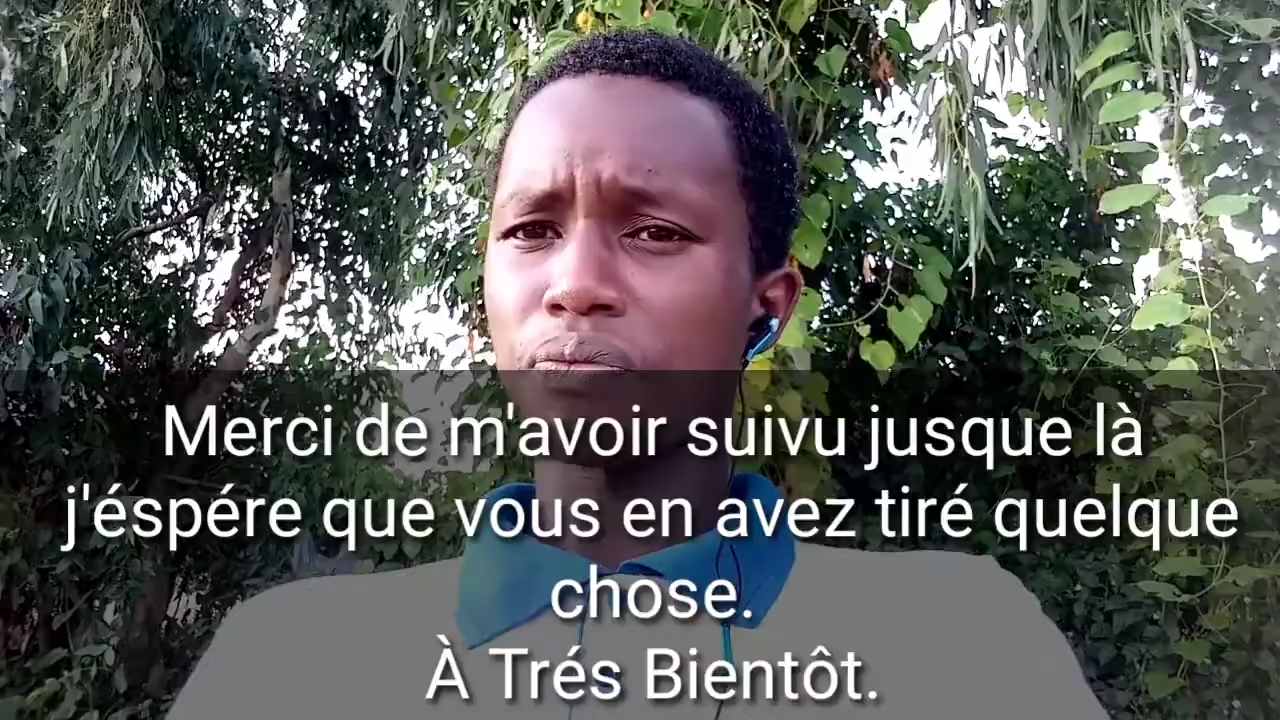 Merci de m'avoir suivu jusque là
j'éspére que vous en avez tiré quelque
chose.
À Trés Bientôt.